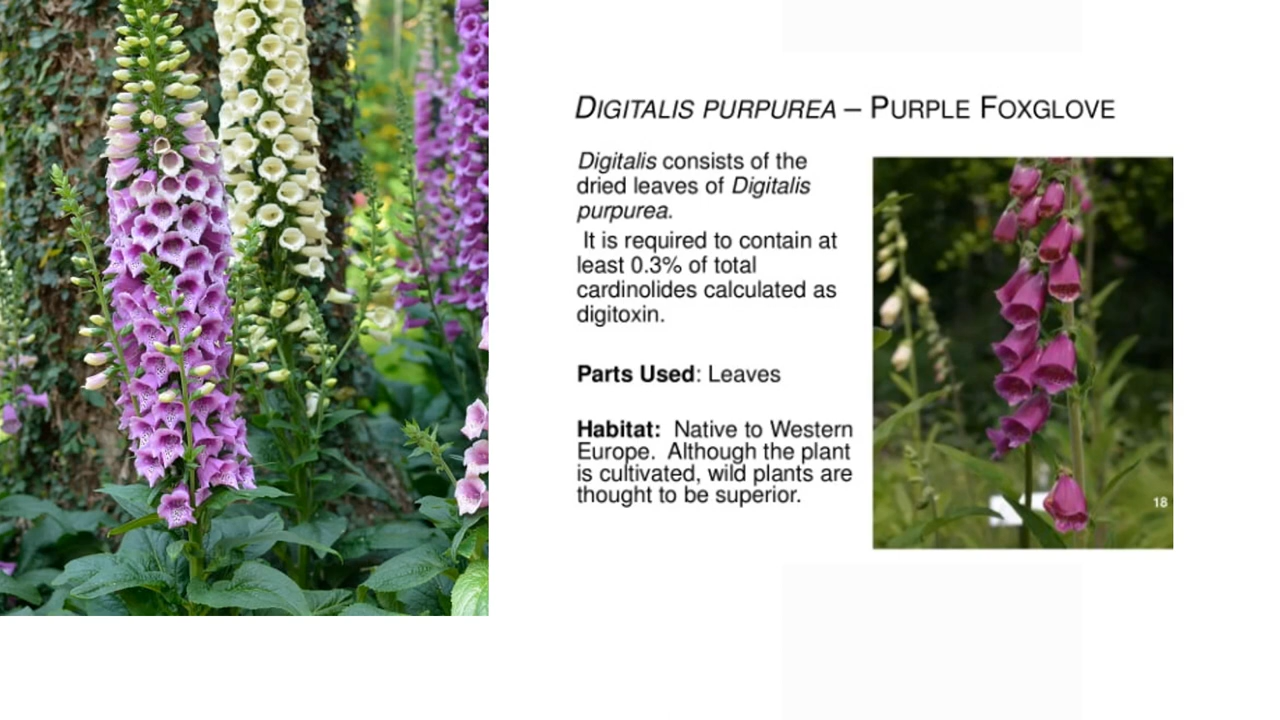 DIGITALIS PURPUREA – PURPLE FOXGLOVE
Digitalis consists of the
dried leaves of Digitalis
purpurea.
It is required to contain at
least 0.3% of total
cardinolides calculated as
digitoxin.
Parts Used: Leaves
Habitat: Native to Western
Europe. Although the plant
is cultivated, wild plants are
thought to be superior.
18